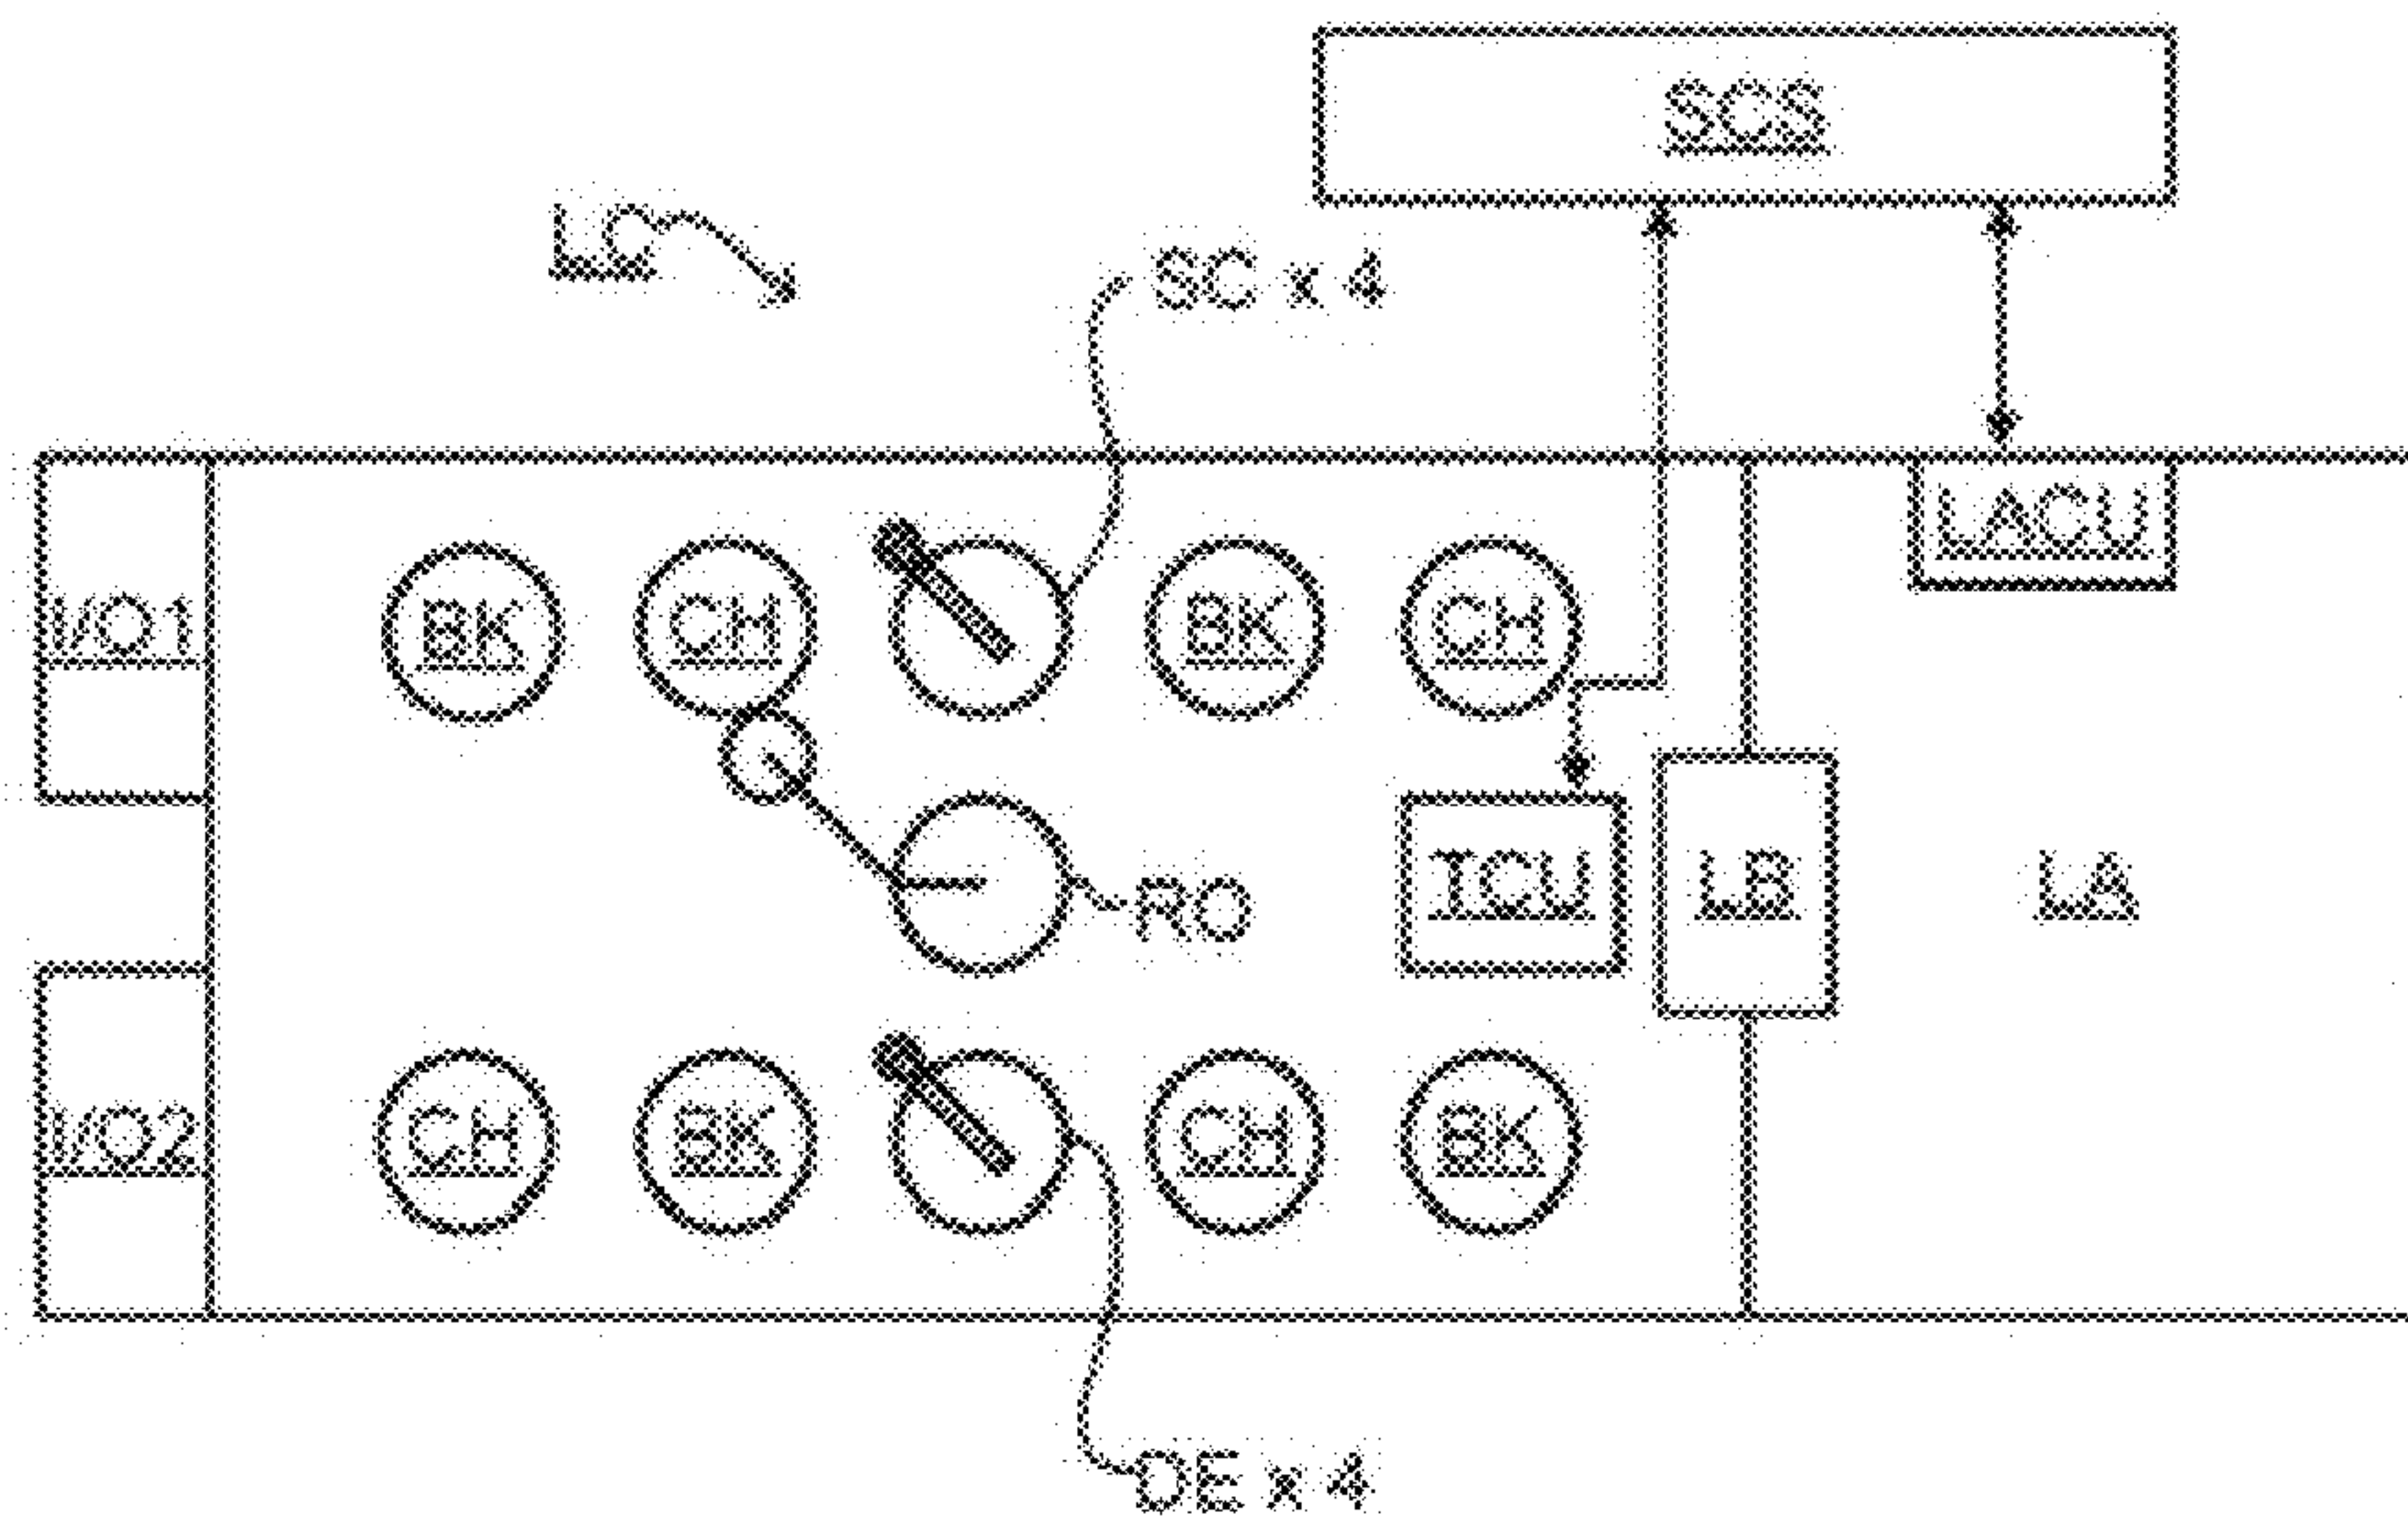 SCS
LC
SC x 4
LACU
I/O1
BK
CH
BK
CH
RO
TCU
LB
LA
I/O2
CH
BK
CH
BK
DE x 4